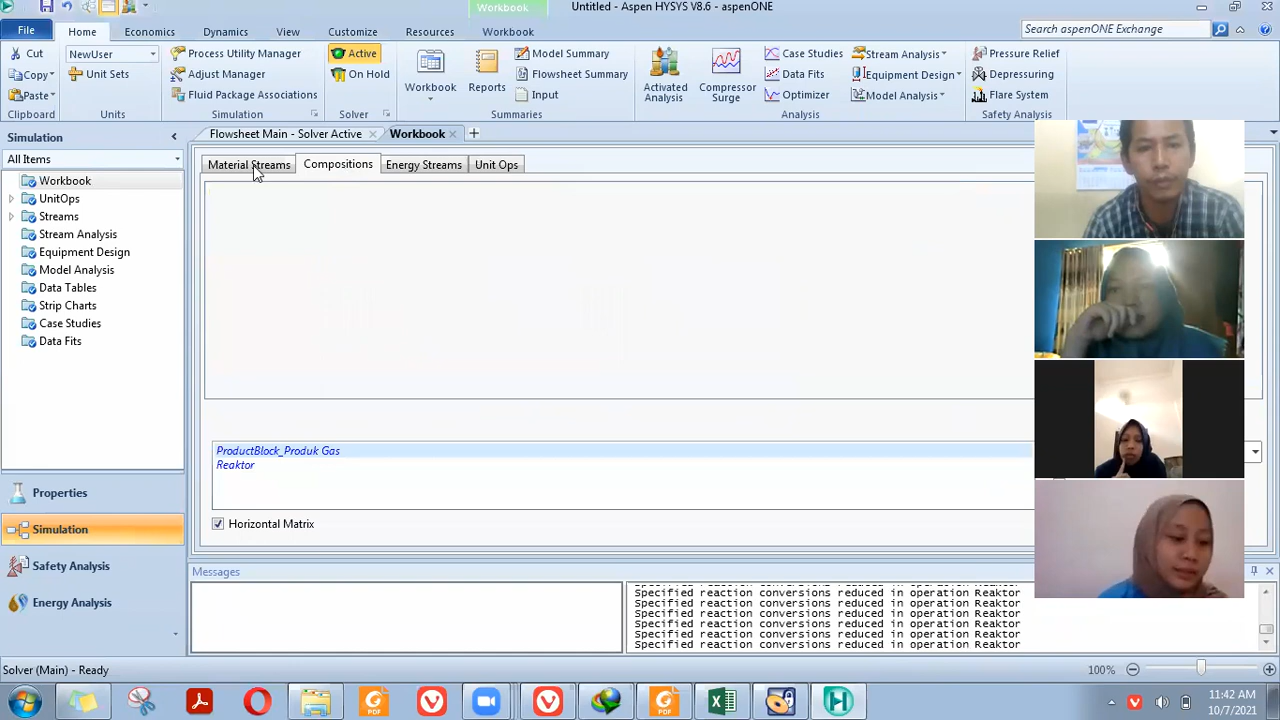 Workbook
Untitled - Aspen HYSYS V8.6 - aspenONE
File
Home
Economics
Dynamics
View
Customize
Resources
Workbook
Search aspenONE Exchange
Cut
Copy
Paste
Clipboard
NewUser
Unit Sets
Units
Process Utility Manager
Adjust Manager
Fluid Package Associations
Simulation
Active
On Hold
Solver
Workbook
Reports
Model Summary
Flowsheet Summary
Input
Summaries
Activated
Analysis
Compressor
Surge
Case Studies
Data Fits
Optimizer
Stream Analysis
Equipment Design
Model Analysis
Analysis
Pressure Relief
Depressuring
Flare System
Safety Analysis
Simulation
All Items
Workbook
UnitOps
Streams
Stream Analysis
Equipment Design
Model Analysis
Data Tables
Strip Charts
Case Studies
Data Fits
Properties
Simulation
Safety Analysis
Energy Analysis
Flowsheet Main - Solver Active
Workbook
Material Streams
Compositions
Energy Streams
Unit Ops
ProductBlock_Produk Gas
Reaktor
Horizontal Matrix
Messages
Specified reaction conversions reduced in operation Reaktor
Specified reaction conversions reduced in operation Reaktor
Specified reaction conversions reduced in operation Reaktor
Specified reaction conversions reduced in operation Reaktor
Specified reaction conversions reduced in operation Reaktor
Specified reaction conversions reduced in operation Reaktor
Solver (Main) - Ready
100%
PDF
PDF
11:42 AM
10/7/2021